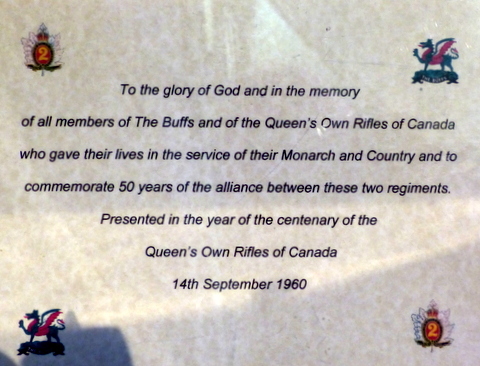 To the glory of God and in the memory
of all members of The Buffs and of the Queen's Own Rifles of Canada
who gave their lives in the service of their Monarch and Country and to
commemorate 50 years of the alliance between these two regiments.
Presented in the year of the centenary of the
Queen's Own Rifles of Canada
14th September 1960
2
2